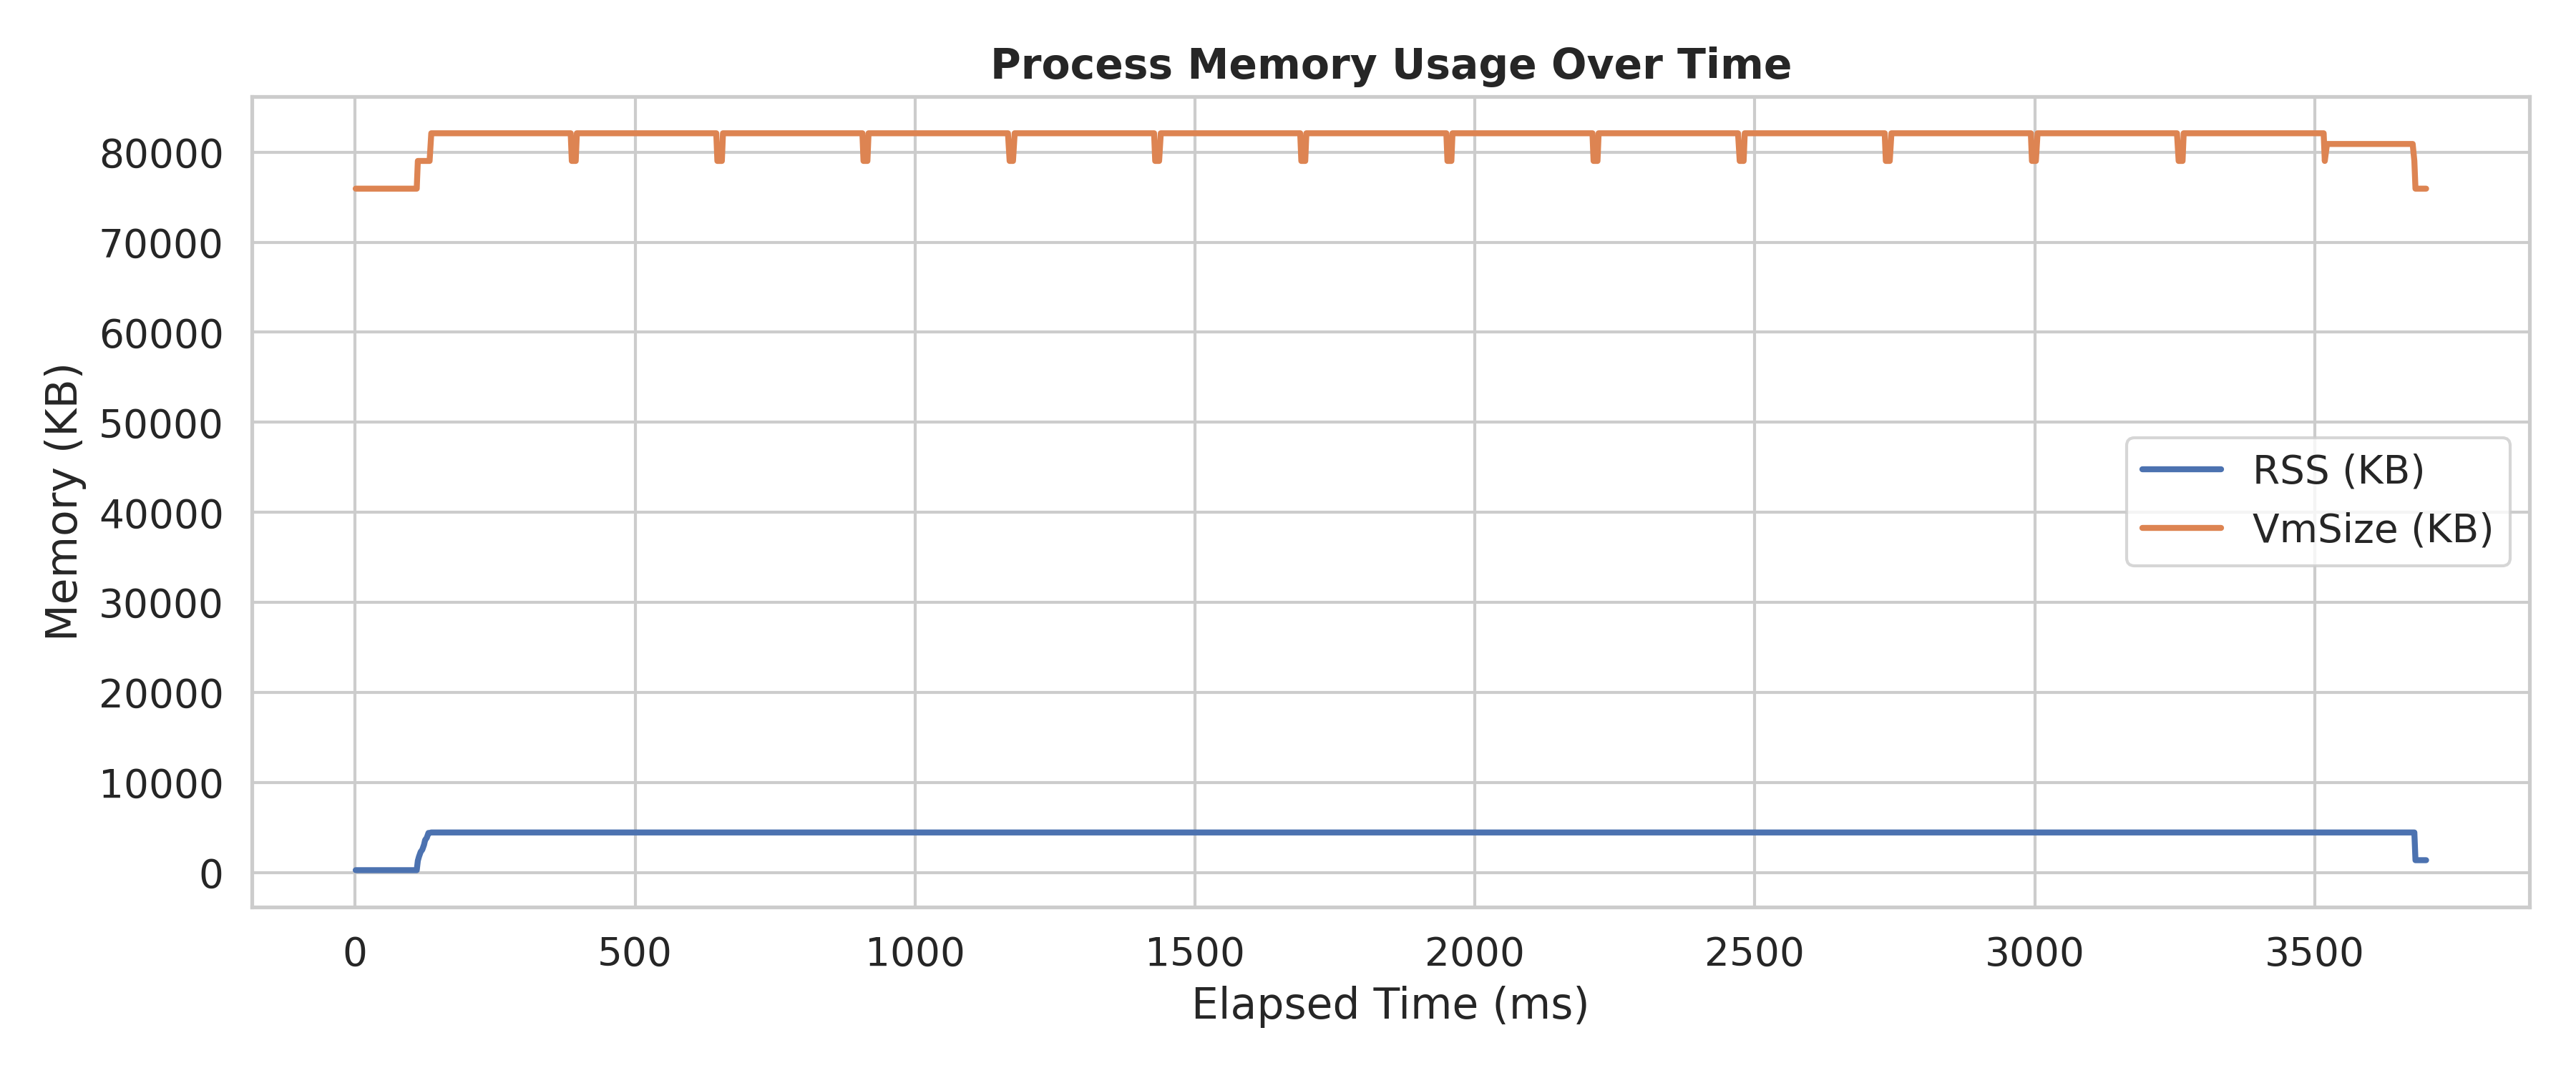 Process Memory Usage Over Time
80000
70000
60000
50000
40000
30000
20000
10000
0
Memory (KB)
RSS (KB)
VmSize (KB)
0 500 1000 1500 2000 2500 3000 3500
Elapsed Time (ms)